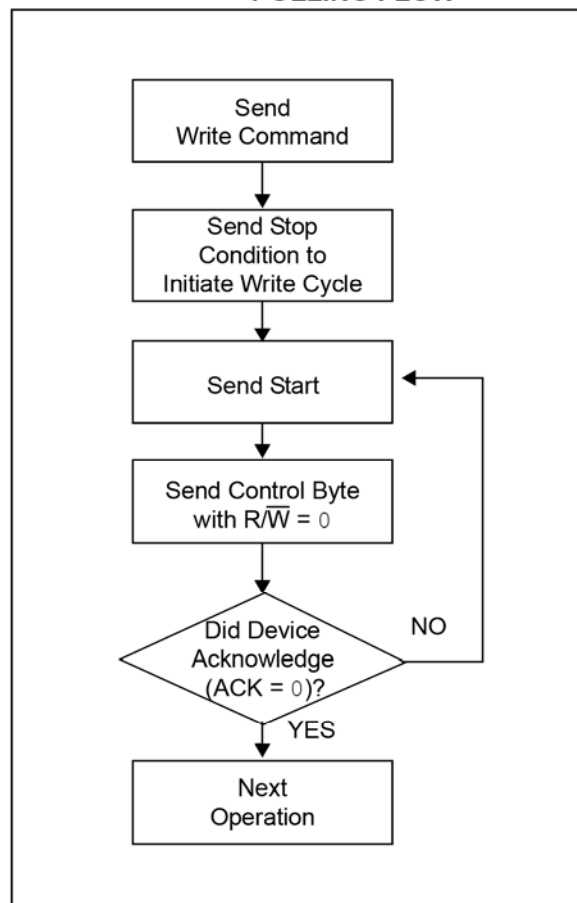 Send
Write Command
Send Stop
Condition to
Initiate Write Cycle
Send Start
Send Control Byte
with R/W̅ = 0
Did Device
Acknowledge
(ACK = 0)?
NO
YES
Next
Operation